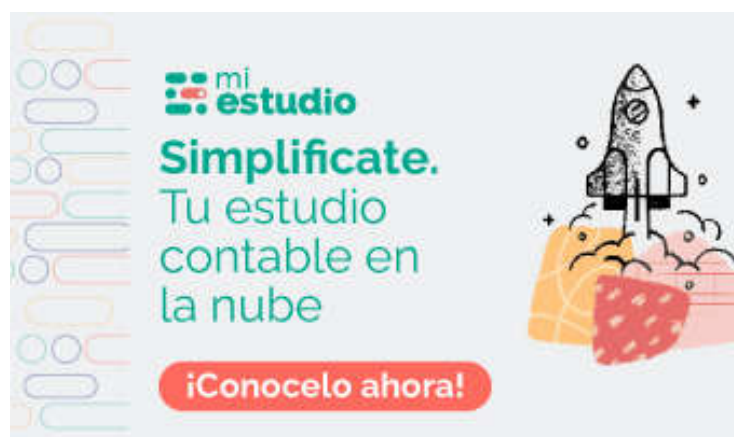 mi
estudio
Simplificate.
Tu estudio
contable en
la nube
¡Conocelo ahora!